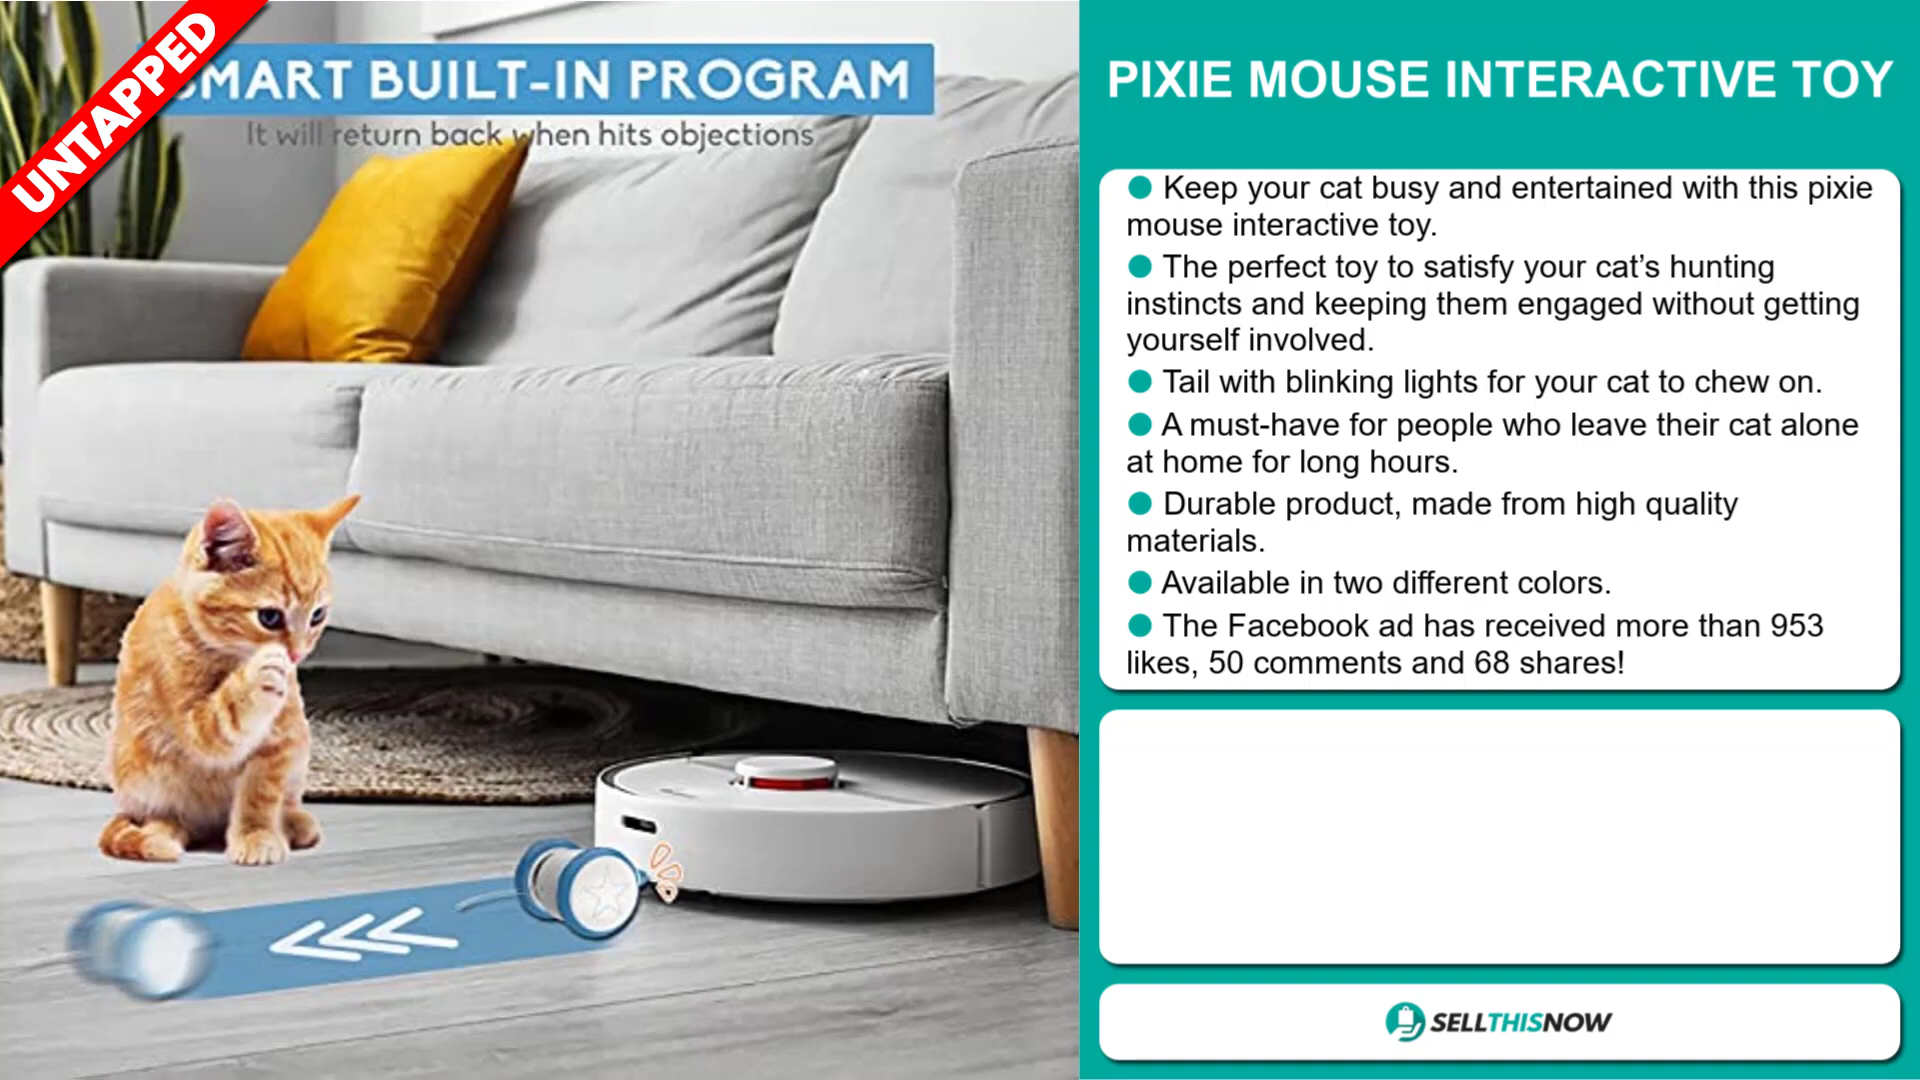 UNTAPPED
SMART BUILT-IN PROGRAM
It will return back when hits objections
PIXIE MOUSE INTERACTIVE TOY
● Keep your cat busy and entertained with this pixie
mouse interactive toy.
● The perfect toy to satisfy your cat’s hunting
instincts and keeping them engaged without getting
yourself involved.
● Tail with blinking lights for your cat to chew on.
● A must-have for people who leave their cat alone
at home for long hours.
● Durable product, made from high quality
materials.
● Available in two different colors.
● The Facebook ad has received more than 953
likes, 50 comments and 68 shares!
SELLTHISNOW